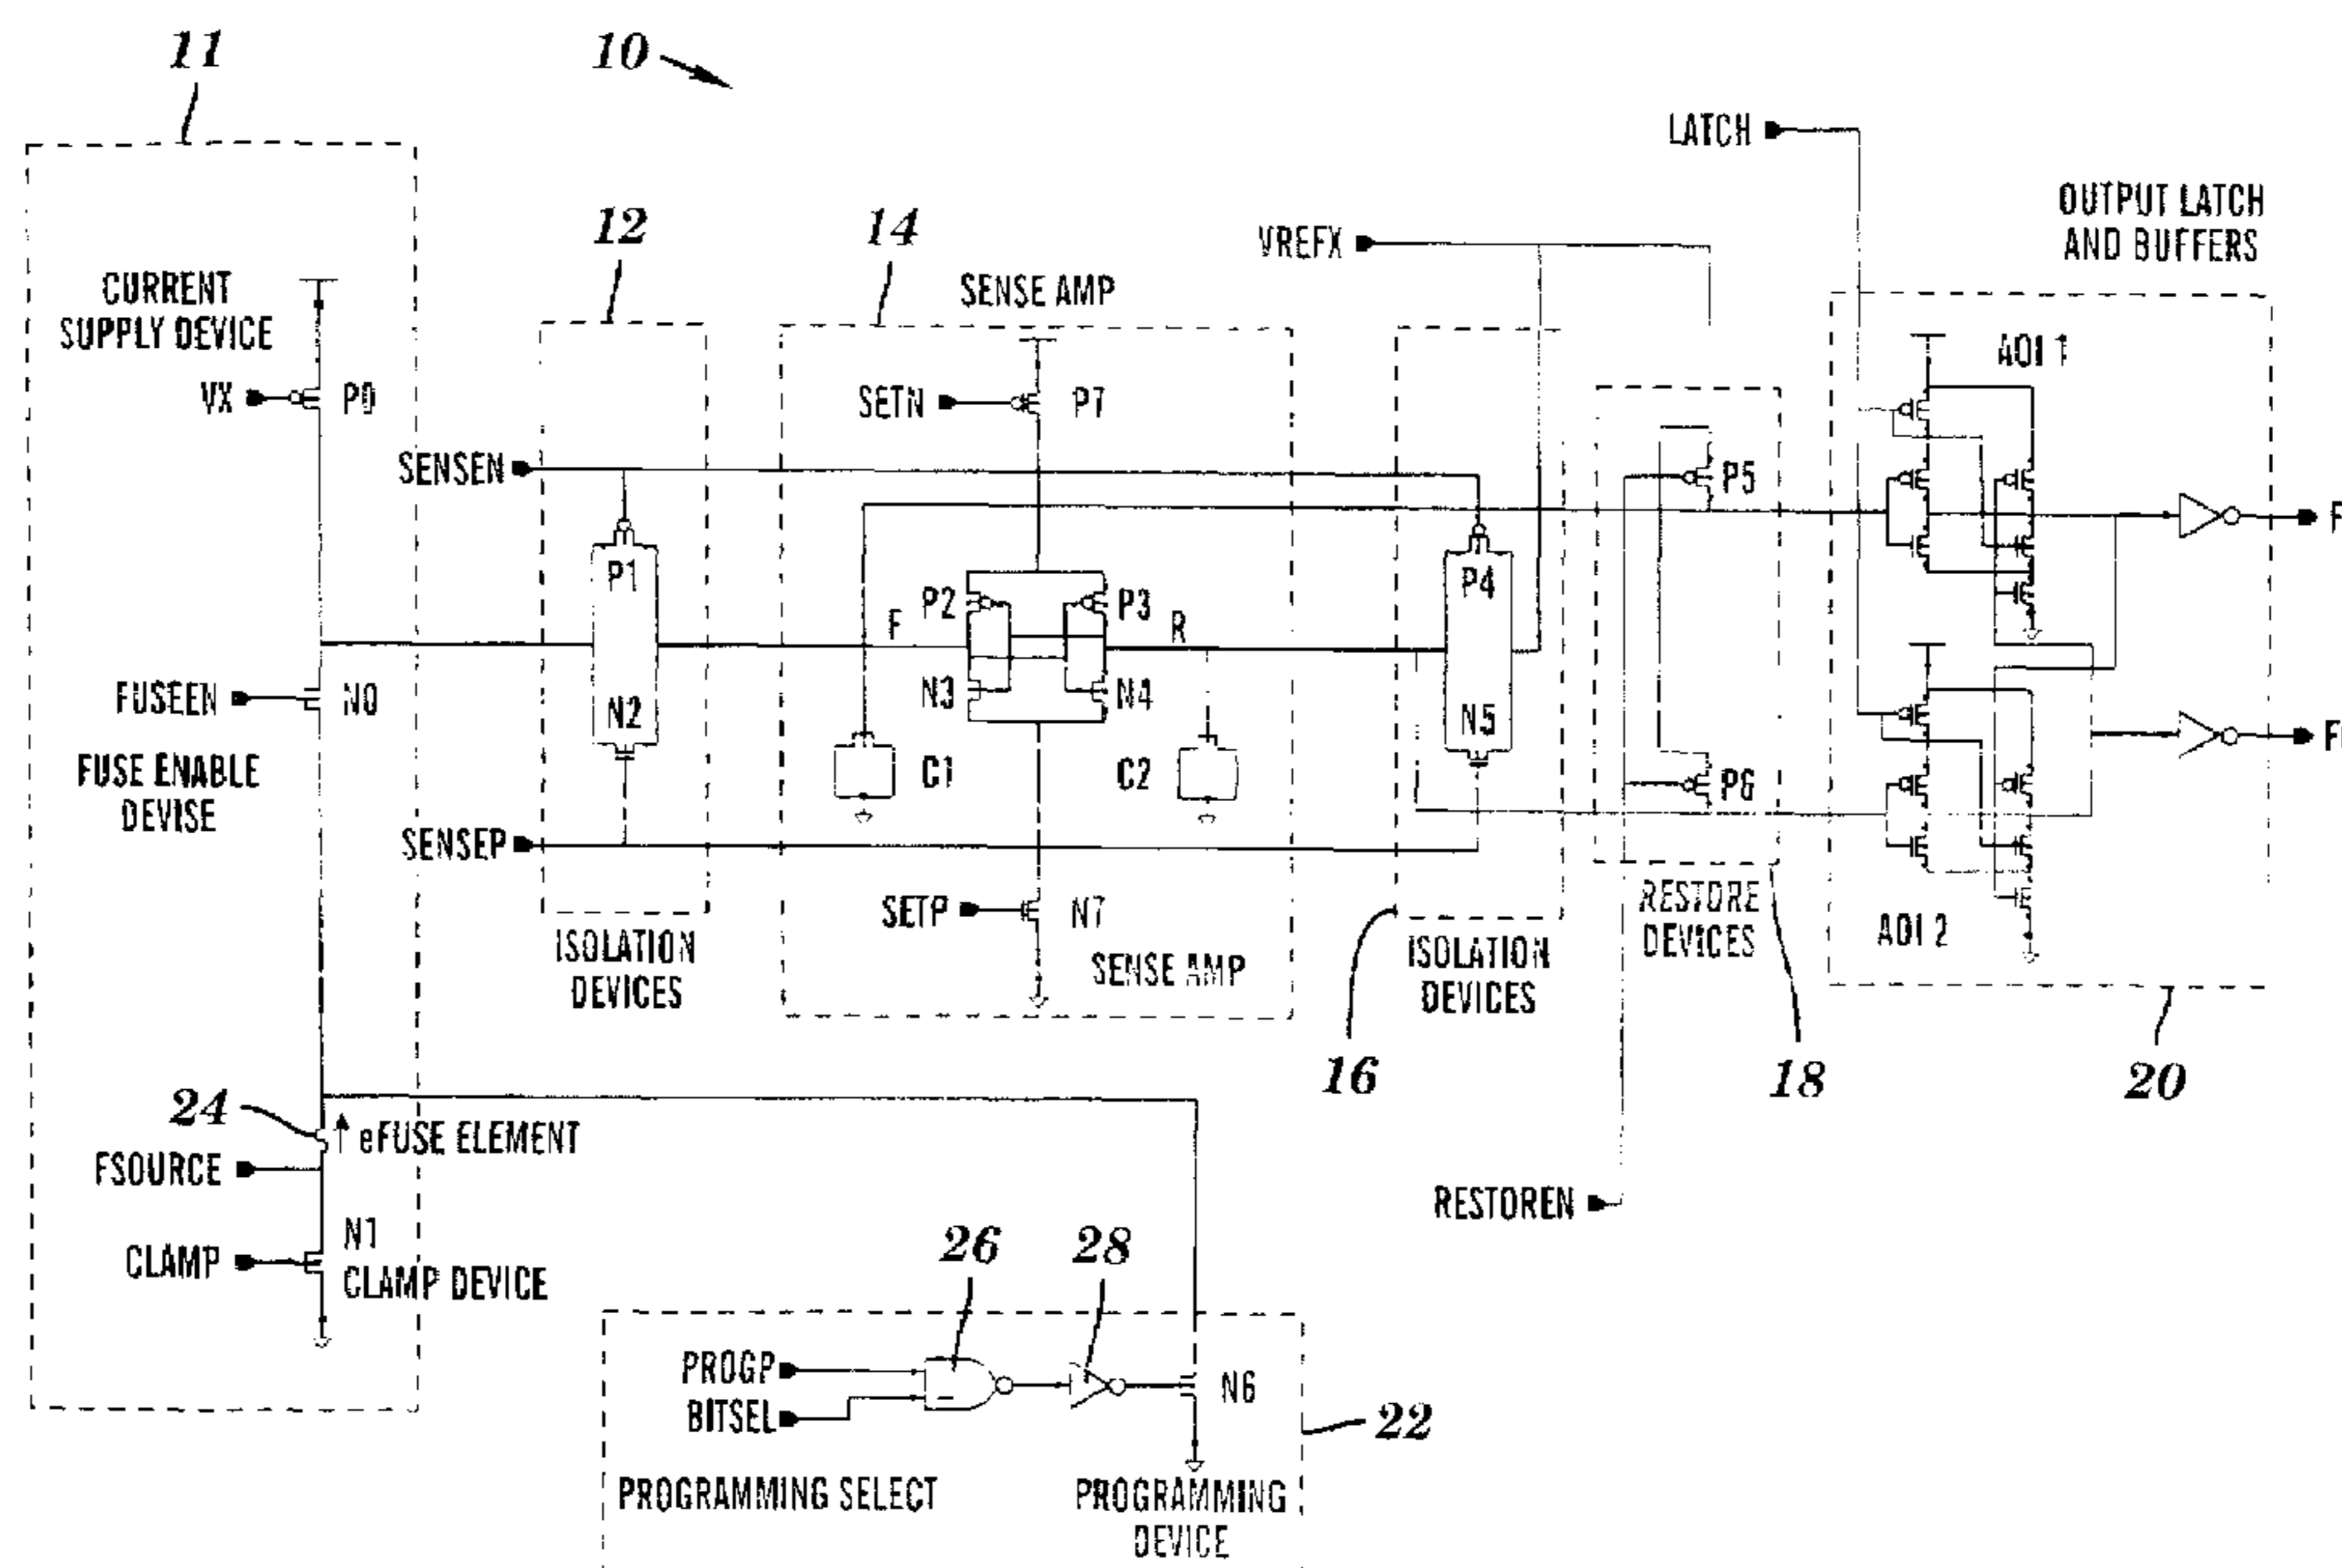 11
10
LATCH
OUTPUT LATCH
AND BUFFERS
12
14
VREFX
CURRENT
SUPPLY DEVICE
SENSE AMP
AOI 1
VX
P0
SETN
P7
SENSEN
P5
P1
P4
P2
P3
F
R
FUSEEN
N0
N3
N4
N2
N5
FUSE ENABLE
DEVISE
C1
C2
P6
SENSEP
SETP
N7
RESTORE
DEVICES
AOI 2
ISOLATION
DEVICES
SENSE AMP
ISOLATION
DEVICES
16
18
20
24
eFUSE ELEMENT
FSOURCE
RESTOREN
N1
CLAMP
CLAMP DEVICE
26
28
PROGP
BITSEL
N6
22
PROGRAMMING SELECT
PROGRAMMING
DEVICE